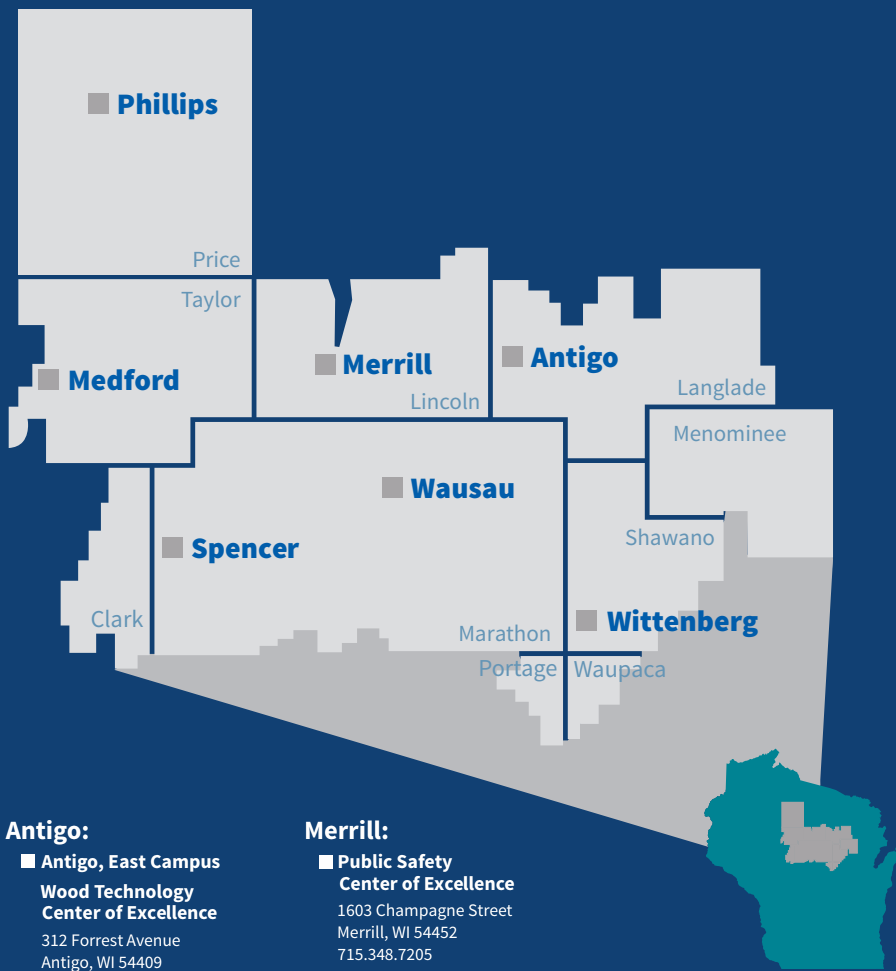 Phillips
Price
Taylor
Medford
Merrill
Lincoln
Antigo
Langlade
Menominee
Wausau
Spencer
Shawano
Clark
Marathon
Wittenberg
Portage
Waupaca
Antigo:
Antigo, East Campus
Wood Technology
Center of Excellence
312 Forrest Avenue
Antigo, WI 54409
Merrill:
Public Safety
Center of Excellence
1603 Champagne Street
Merrill, WI 54452
715.348.7205